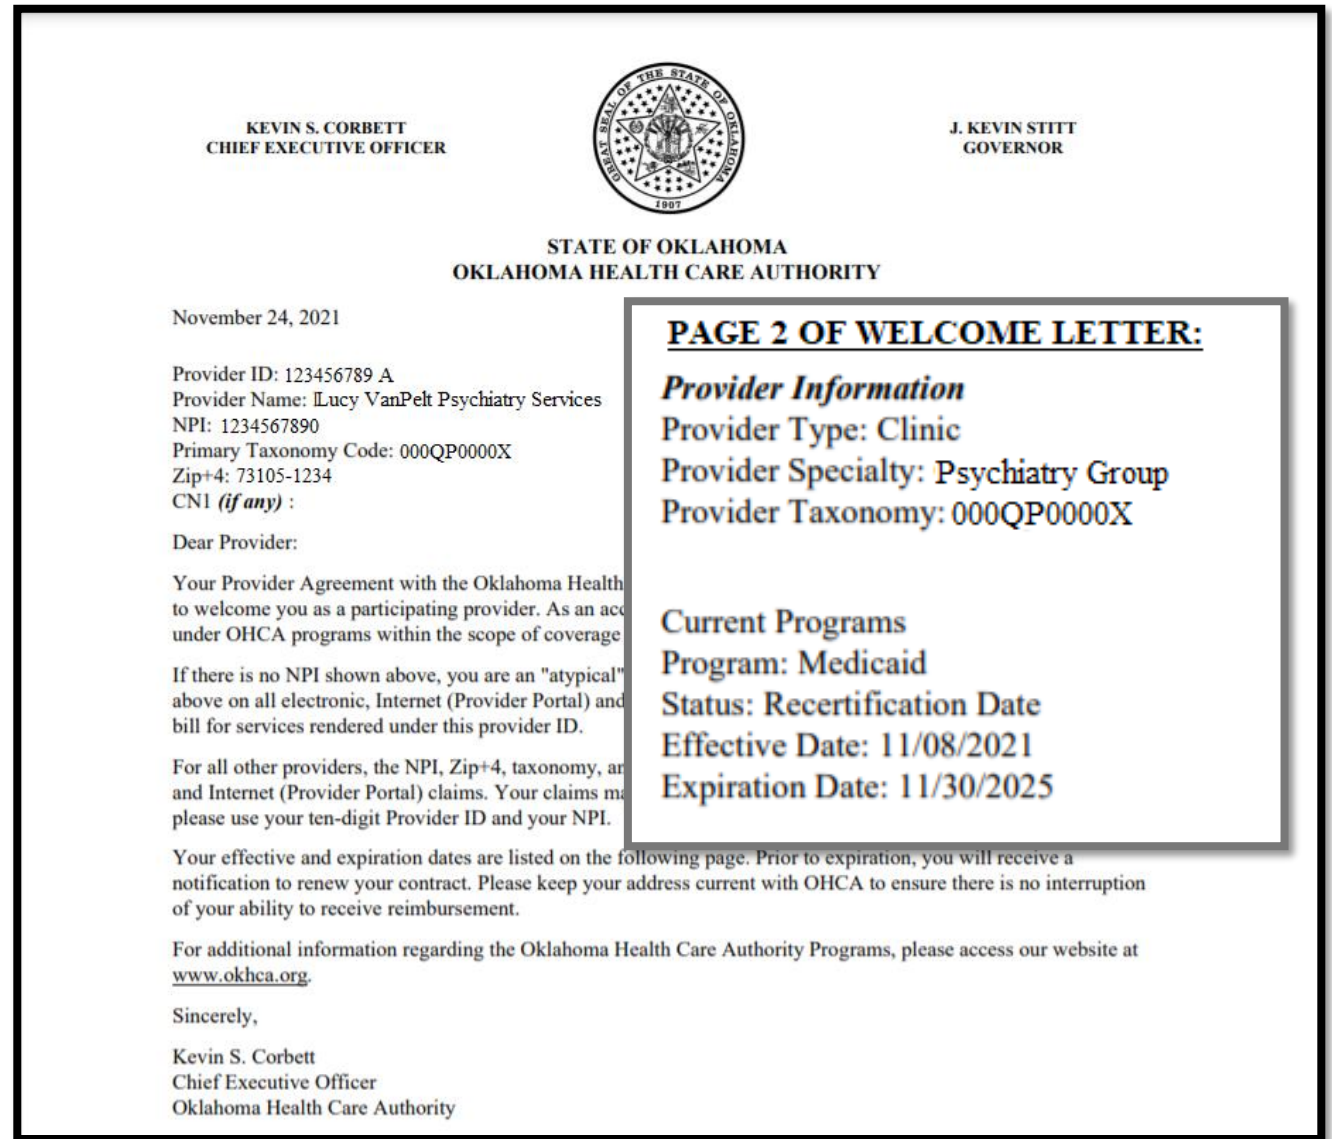 KEVIN S. CORBETT
CHIEF EXECUTIVE OFFICER
GREAT SEAL OF THE STATE OF OKLAHOMA
1907
J. KEVIN STITT
GOVERNOR
STATE OF OKLAHOMA
OKLAHOMA HEALTH CARE AUTHORITY
November 24, 2021
Provider ID: 123456789 A
Provider Name: Lucy VanPelt Psychiatry Services
NPI: 1234567890
Primary Taxonomy Code: 000QP0000X
Zip+4: 73105-1234
CN1 (if any) :
Dear Provider:
Your Provider Agreement with the Oklahoma Health
to welcome you as a participating provider. As an acc
under OHCA programs within the scope of coverage
If there is no NPI shown above, you are an "atypical"
above on all electronic, Internet (Provider Portal) and
bill for services rendered under this provider ID.
For all other providers, the NPI, Zip+4, taxonomy, an
and Internet (Provider Portal) claims. Your claims ma
please use your ten-digit Provider ID and your NPI.
PAGE 2 OF WELCOME LETTER:
Provider Information
Provider Type: Clinic
Provider Specialty: Psychiatry Group
Provider Taxonomy: 000QP0000X
Current Programs
Program: Medicaid
Status: Recertification Date
Effective Date: 11/08/2021
Expiration Date: 11/30/2025
Your effective and expiration dates are listed on the following page. Prior to expiration, you will receive a
notification to renew your contract. Please keep your address current with OHCA to ensure there is no interruption
of your ability to receive reimbursement.
For additional information regarding the Oklahoma Health Care Authority Programs, please access our website at
www.okhca.org.
Sincerely,
Kevin S. Corbett
Chief Executive Officer
Oklahoma Health Care Authority